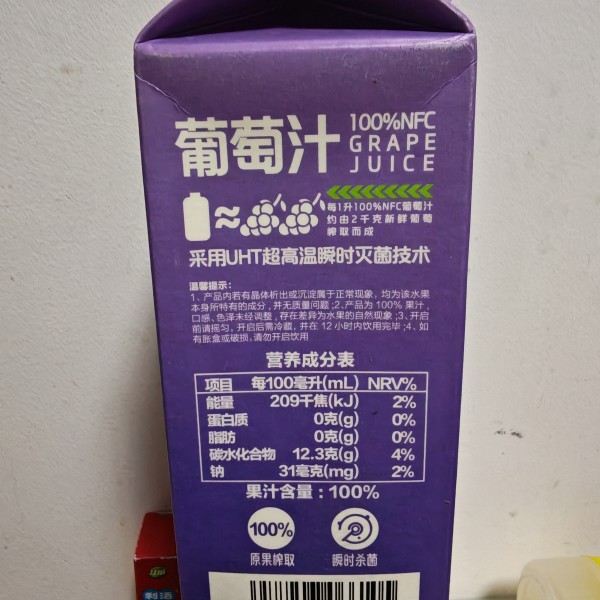 葡萄汁
100%NFC
GRAPE
JUICE
每1升100%NFC葡萄汁
约由2千克新鲜葡萄
榨取而成
采用UHT超高温瞬时灭菌技术
温馨提示:
1、产品内若有晶体析出或沉淀属于正常现象，均为该水果
本身所特有的成分，并无质量问题;2、产品为100%果汁，
口感、色泽未经调整，存在差异为水果的自然现象;3、开启
前请摇匀，开启后需冷藏，并在12小时内饮用完毕;4、如
有胀盒或破损，请勿开启饮用
营养成分表
项目 每100毫升(mL) NRV%
能量 209千焦(kJ) 2%
蛋白质 0克(g) 0%
脂肪 0克(g) 0%
碳水化合物 12.3克(g) 4%
钠 31毫克(mg) 2%
果汁含量：100%
100%
原果榨取
瞬时杀菌